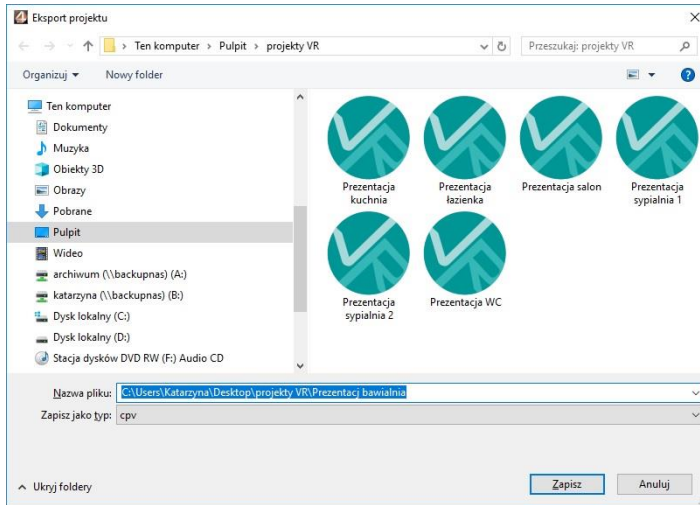 Eksport projektu
Ten komputer > Pulpit > projekty VR
Przeszukaj: projekty VR
Organizuj
Nowy folder
Ten komputer
Dokumenty
Muzyka
Obiekty 3D
Obrazy
Pobrane
Pulpit
Wideo
archiwum (\\backupnas) (A:)
katarzyna (\\backupnas) (B:)
Dysk lokalny (C:)
Dysk lokalny (D:)
Stacja dysków DVD RW (F:) Audio CD
Prezentacja
kuchnia
Prezentacja
łazienka
Prezentacja salon
Prezentacja
sypialnia 1
Prezentacja
sypialnia 2
Prezentacja WC
Nazwa pliku: C:\Users\Katarzyna\Desktop\projekty VR\Prezentacj bawialnia
Zapisz jako typ: cpv
Ukryj foldery
Zapisz
Anuluj